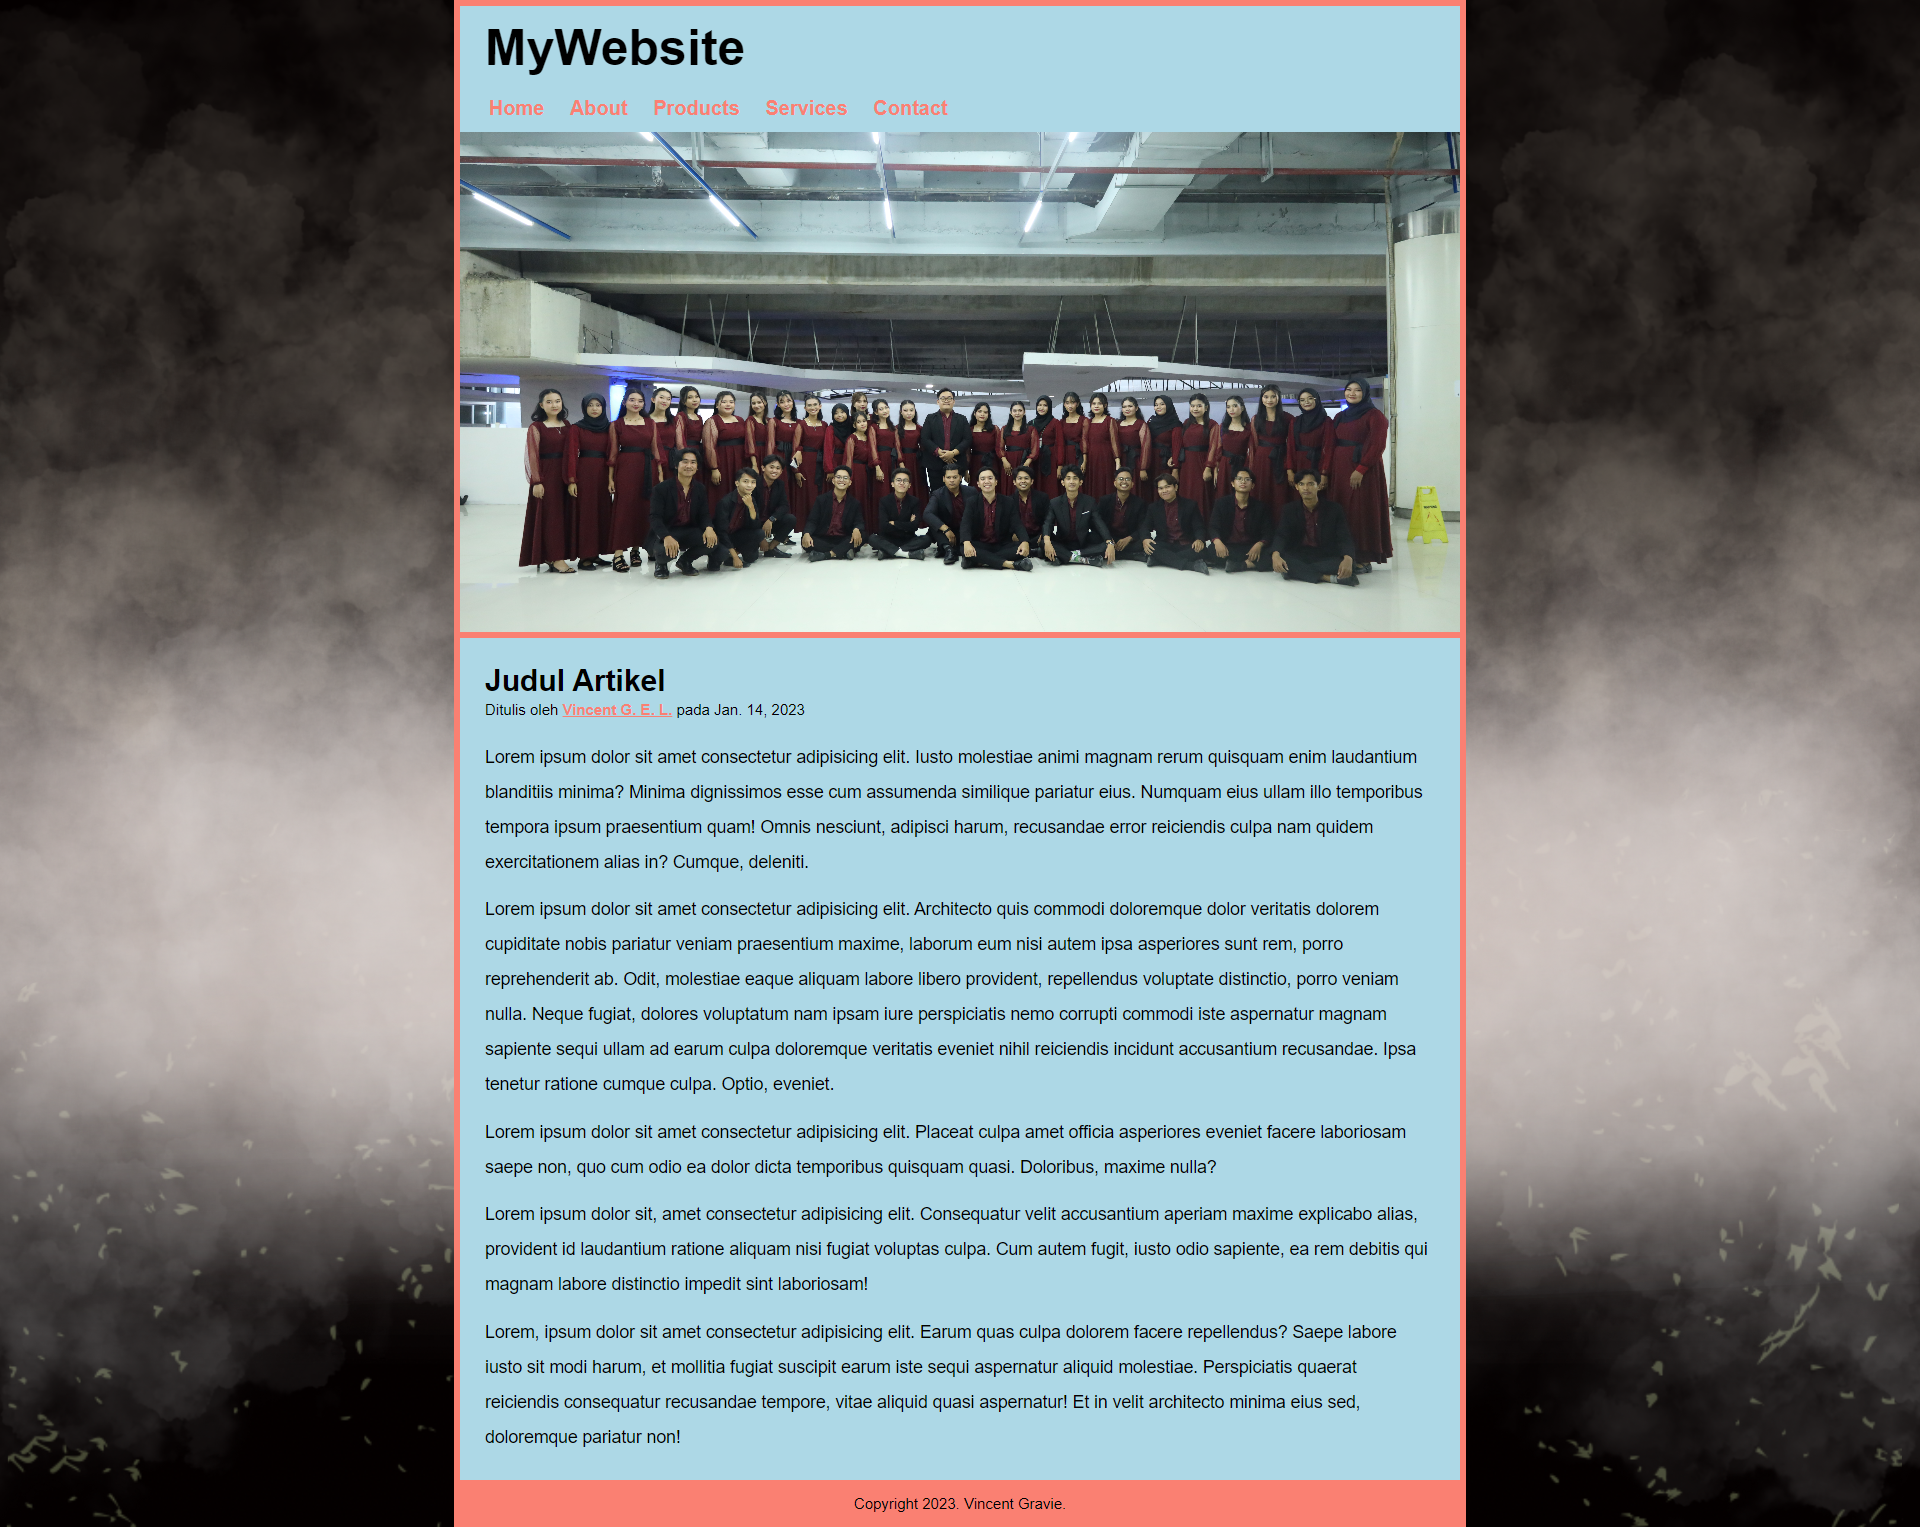 MyWebsite
Home About Products Services Contact
Judul Artikel
Ditulis oleh Vincent G. E. L. pada Jan. 14, 2023
Lorem ipsum dolor sit amet consectetur adipisicing elit. Iusto molestiae animi magnam rerum quisquam enim laudantium
blanditiis minima? Minima dignissimos esse cum assumenda similique pariatur eius. Numquam eius ullam illo temporibus
tempora ipsum praesentium quam! Omnis nesciunt, adipisci harum, recusandae error reiciendis culpa nam quidem
exercitationem alias in? Cumque, deleniti.
Lorem ipsum dolor sit amet consectetur adipisicing elit. Architecto quis commodi doloremque dolor veritatis dolorem
cupiditate nobis pariatur veniam praesentium maxime, laborum eum nisi autem ipsa asperiores sunt rem, porro
reprehenderit ab. Odit, molestiae eaque aliquam labore libero provident, repellendus voluptate distinctio, porro veniam
nulla. Neque fugiat, dolores voluptatum nam ipsam iure perspiciatis nemo corrupti commodi iste aspernatur magnam
sapiente sequi ullam ad earum culpa doloremque veritatis eveniet nihil reiciendis incidunt accusantium recusandae. Ipsa
tenetur ratione cumque culpa. Optio, eveniet.
Lorem ipsum dolor sit amet consectetur adipisicing elit. Placeat culpa amet officia asperiores eveniet facere laboriosam
saepe non, quo cum odio ea dolor dicta temporibus quisquam quasi. Doloribus, maxime nulla?
Lorem ipsum dolor sit, amet consectetur adipisicing elit. Consequatur velit accusantium aperiam maxime explicabo alias,
provident id laudantium ratione aliquam nisi fugiat voluptas culpa. Cum autem fugit, iusto odio sapiente, ea rem debitis qui
magnam labore distinctio impedit sint laboriosam!
Lorem, ipsum dolor sit amet consectetur adipisicing elit. Earum quas culpa dolorem facere repellendus? Saepe labore
iusto sit modi harum, et mollitia fugiat suscipit earum iste sequi aspernatur aliquid molestiae. Perspiciatis quaerat
reiciendis consequatur recusandae tempore, vitae aliquid quasi aspernatur! Et in velit architecto minima eius sed,
doloremque pariatur non!
Copyright 2023. Vincent Gravie.